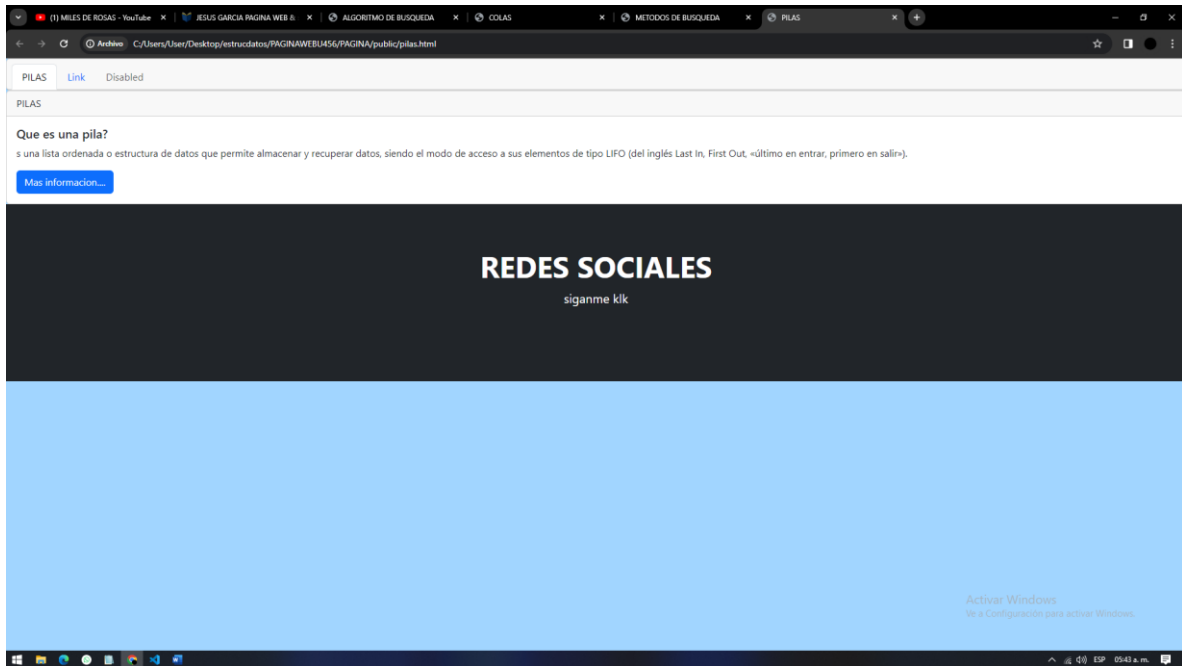 (1) MILES DE ROSAS - YouTube
JESUS GARCIA PAGINA WEB &
ALGORITMO DE BUSQUEDA
COLAS
METODOS DE BUSQUEDA
PILAS
Archivo C:/Users/User/Desktop/estrucdatos/PAGINAWEBU456/PAGINA/public/pilas.html
PILAS Link Disabled
PILAS
Que es una pila?
s una lista ordenada o estructura de datos que permite almacenar y recuperar datos, siendo el modo de acceso a sus elementos de tipo LIFO (del inglés Last In, First Out, «último en entrar, primero en salir»).
Mas informacion....
REDES SOCIALES
siganme klk
Activar Windows
Ve a Configuración para activar Windows.
ESP 05:43 a. m.